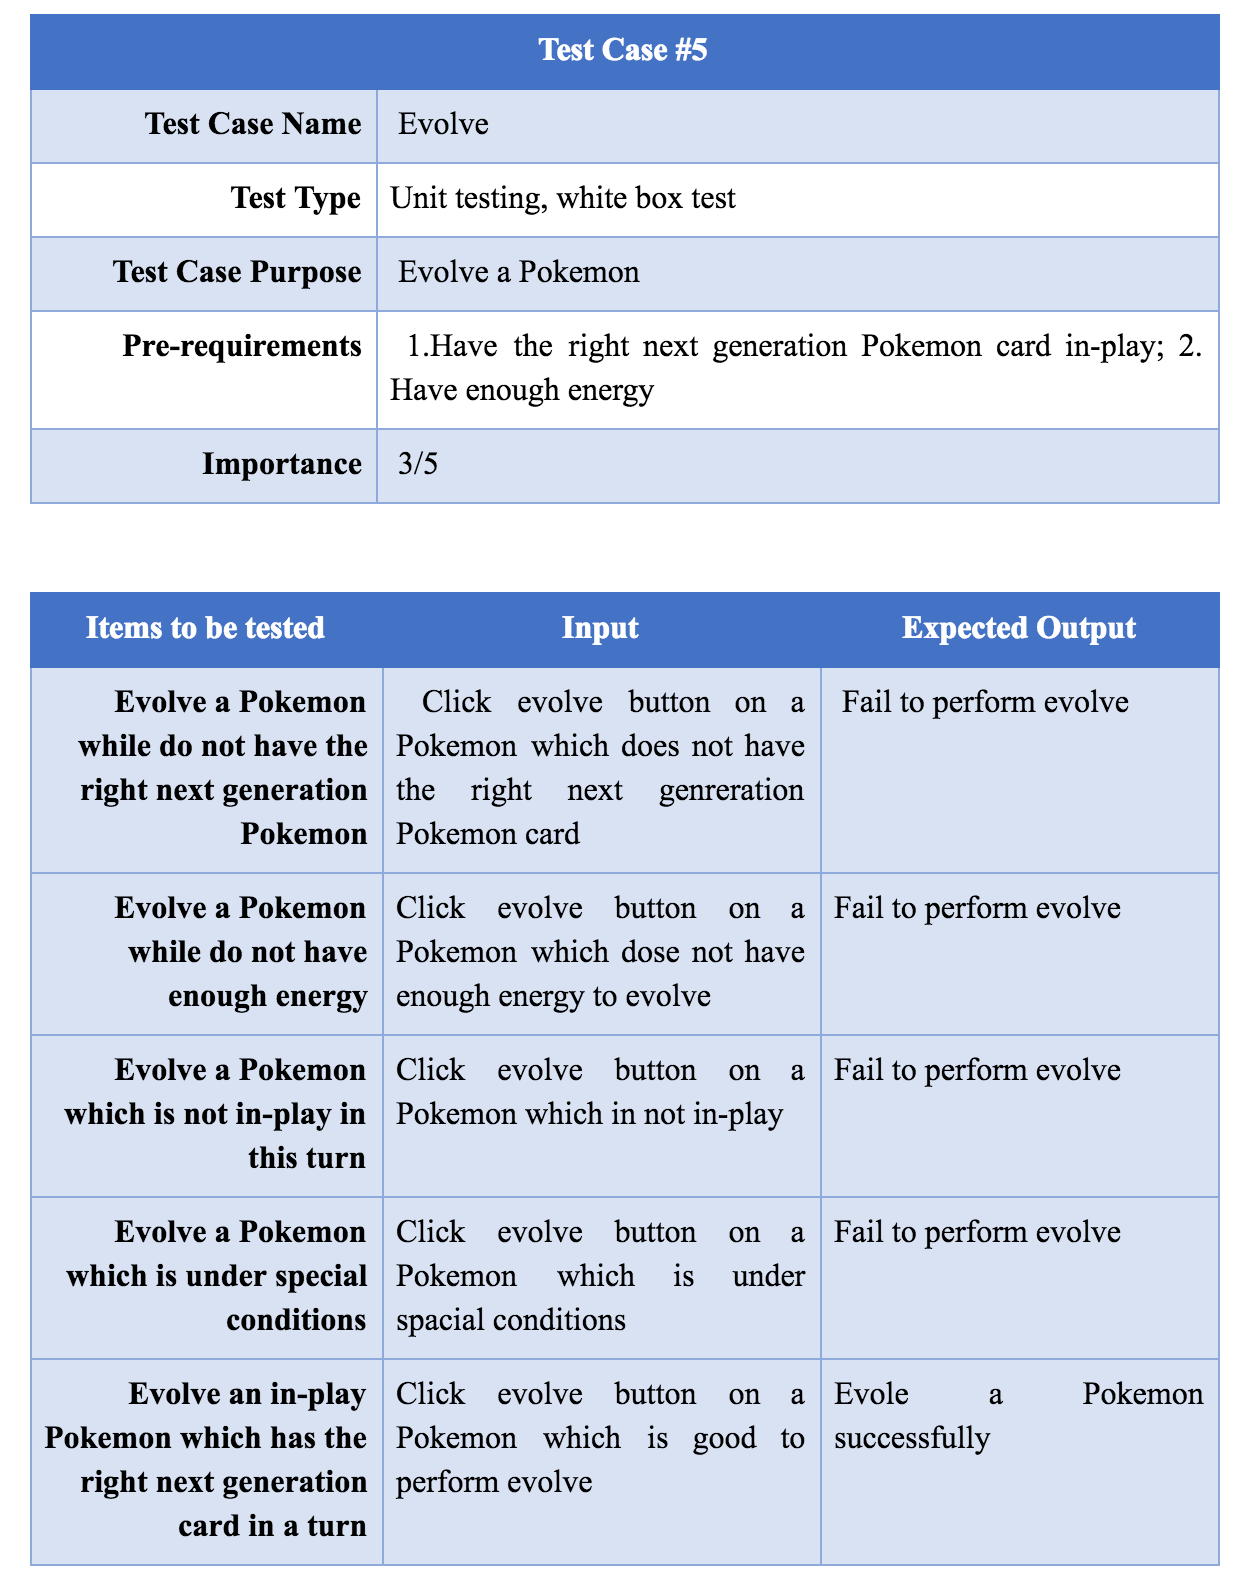 Test Case #5
Test Case Name Evolve
Test Type Unit testing, white box test
Test Case Purpose Evolve a Pokemon
Pre-requirements 1.Have the right next generation Pokemon card in-play; 2.
Have enough energy
Importance 3/5
Items to be tested Input Expected Output
Evolve a Pokemon
while do not have the
right next generation
Pokemon
Click evolve button on a
Pokemon which does not have
the right next genreration
Pokemon card
Fail to perform evolve
Evolve a Pokemon
while do not have
enough energy
Click evolve button on a
Pokemon which dose not have
enough energy to evolve
Fail to perform evolve
Evolve a Pokemon
which is not in-play in
this turn
Click evolve button on a
Pokemon which in not in-play
Fail to perform evolve
Evolve a Pokemon
which is under special
conditions
Click evolve button on a
Pokemon which is under
spacial conditions
Fail to perform evolve
Evolve an in-play
Pokemon which has the
right next generation
card in a turn
Click evolve button on a
Pokemon which is good to
perform evolve
Evole a Pokemon
successfully